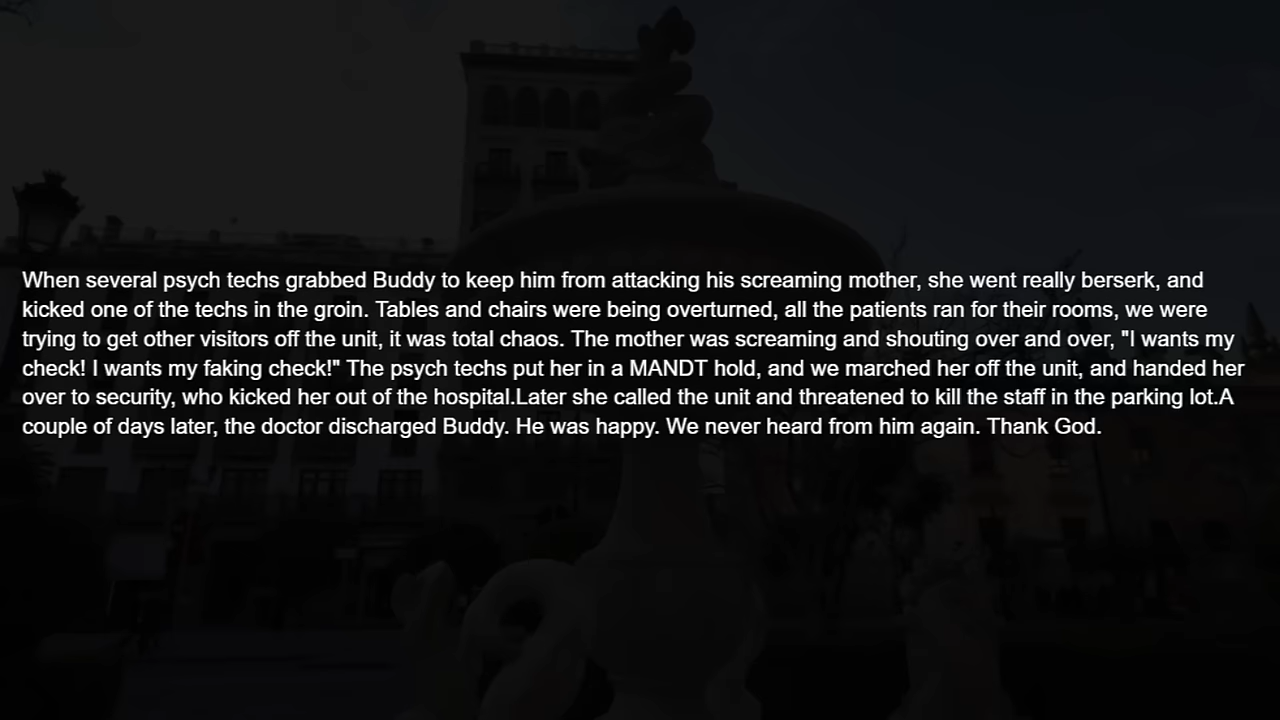 When several psych techs grabbed Buddy to keep him from attacking his screaming mother, she went really berserk, and
kicked one of the techs in the groin. Tables and chairs were being overturned, all the patients ran for their rooms, we were
trying to get other visitors off the unit, it was total chaos. The mother was screaming and shouting over and over, "I wants my
check! I wants my faking check!" The psych techs put her in a MANDT hold, and we marched her off the unit, and handed her
over to security, who kicked her out of the hospital.Later she called the unit and threatened to kill the staff in the parking lot.A
couple of days later, the doctor discharged Buddy. He was happy. We never heard from him again. Thank God.